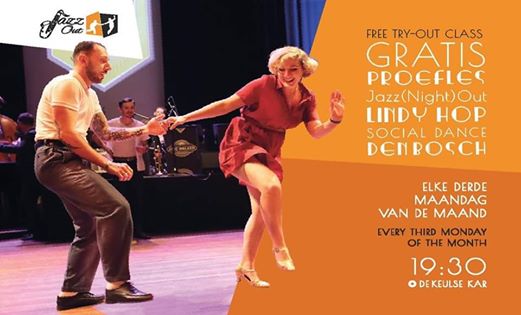 Jazz
Out
FREE TRY-OUT CLASS
GRATIS
PROEFLES
Jazz(Night)Out
LINDY HOP
SOCIAL DANCE
DEN BOSCH
ELKE DERDE
MAANDAG
VAN DE MAAND
EVERY THIRD MONDAY
OF THE MONTH
19:30
DE KEULSE KAR